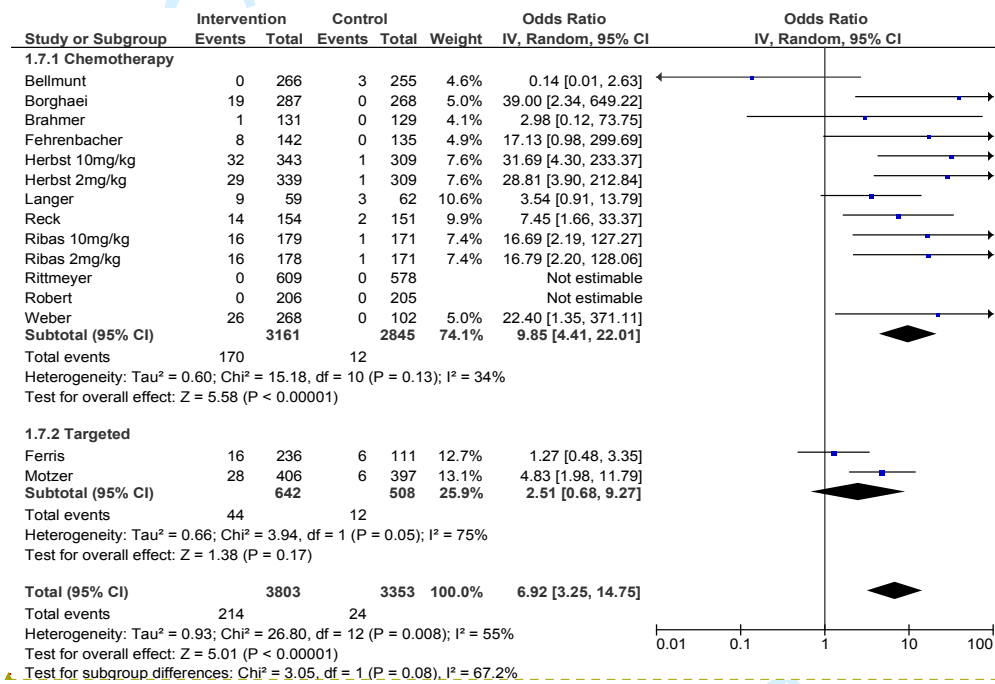 Intervention Control Odds Ratio Odds Ratio
Study or Subgroup Events Total Events Total Weight IV, Random, 95% CI IV, Random, 95% CI
1.7.1 Chemotherapy
Bellmunt 0 266 3 255 4.6% 0.14 [0.01, 2.63]
Borghaei 19 287 0 268 5.0% 39.00 [2.34, 649.22]
Brahmer 1 131 0 129 4.1% 2.98 [0.12, 73.75]
Fehrenbacher 8 142 0 135 4.9% 17.13 [0.98, 299.69]
Herbst 10mg/kg 32 343 1 309 7.6% 31.69 [4.30, 233.37]
Herbst 2mg/kg 29 339 1 309 7.6% 28.81 [3.90, 212.84]
Langer 9 59 3 62 10.6% 3.54 [0.91, 13.79]
Reck 14 154 2 151 9.9% 7.45 [1.66, 33.37]
Ribas 10mg/kg 16 179 1 171 7.4% 16.69 [2.19, 127.27]
Ribas 2mg/kg 16 178 1 171 7.4% 16.79 [2.20, 128.06]
Rittmeyer 0 609 0 578 Not estimable
Robert 0 206 0 205 Not estimable
Weber 26 268 0 102 5.0% 22.40 [1.35, 371.11]
Subtotal (95% CI) 3161 2845 74.1% 9.85 [4.41, 22.01]
Total events 170 12
Heterogeneity: Tau² = 0.60; Chi² = 15.18, df = 10 (P = 0.13); I² = 34%
Test for overall effect: Z = 5.58 (P < 0.00001)
1.7.2 Targeted
Ferris 16 236 6 111 12.7% 1.27 [0.48, 3.35]
Motzer 28 406 6 397 13.1% 4.83 [1.98, 11.79]
Subtotal (95% CI) 642 508 25.9% 2.51 [0.68, 9.27]
Total events 44 12
Heterogeneity: Tau² = 0.66; Chi² = 3.94, df = 1 (P = 0.05); I² = 75%
Test for overall effect: Z = 1.38 (P = 0.17)
Total (95% CI) 3803 3353 100.0% 6.92 [3.25, 14.75]
Total events 214 24
Heterogeneity: Tau² = 0.93; Chi² = 26.80, df = 12 (P = 0.008); I² = 55%
Test for overall effect: Z = 5.01 (P < 0.00001)
Test for subgroup differences: Chi² = 3.05, df = 1 (P = 0.08), I² = 67.2%
0.01 0.1 1 10 100